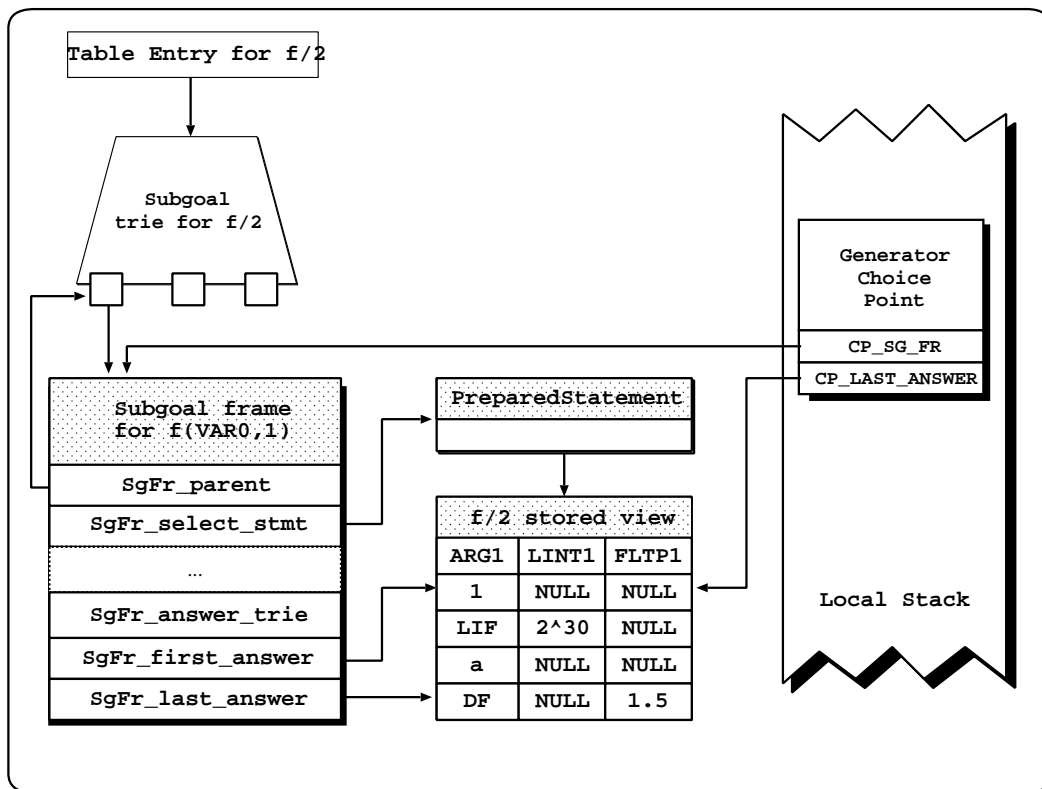 Table Entry for f/2
Subgoal
trie for f/2
Generator
Choice
Point
CP_SG_FR
CP_LAST_ANSWER
Subgoal frame
for f(VAR0,1)
SgFr_parent
SgFr_select_stmt
...
SgFr_answer_trie
SgFr_first_answer
SgFr_last_answer
PreparedStatement
f/2 stored view
ARG1 LINT1 FLTP1
1 NULL NULL
LIF 2^30 NULL
a NULL NULL
DF NULL 1.5
Local Stack